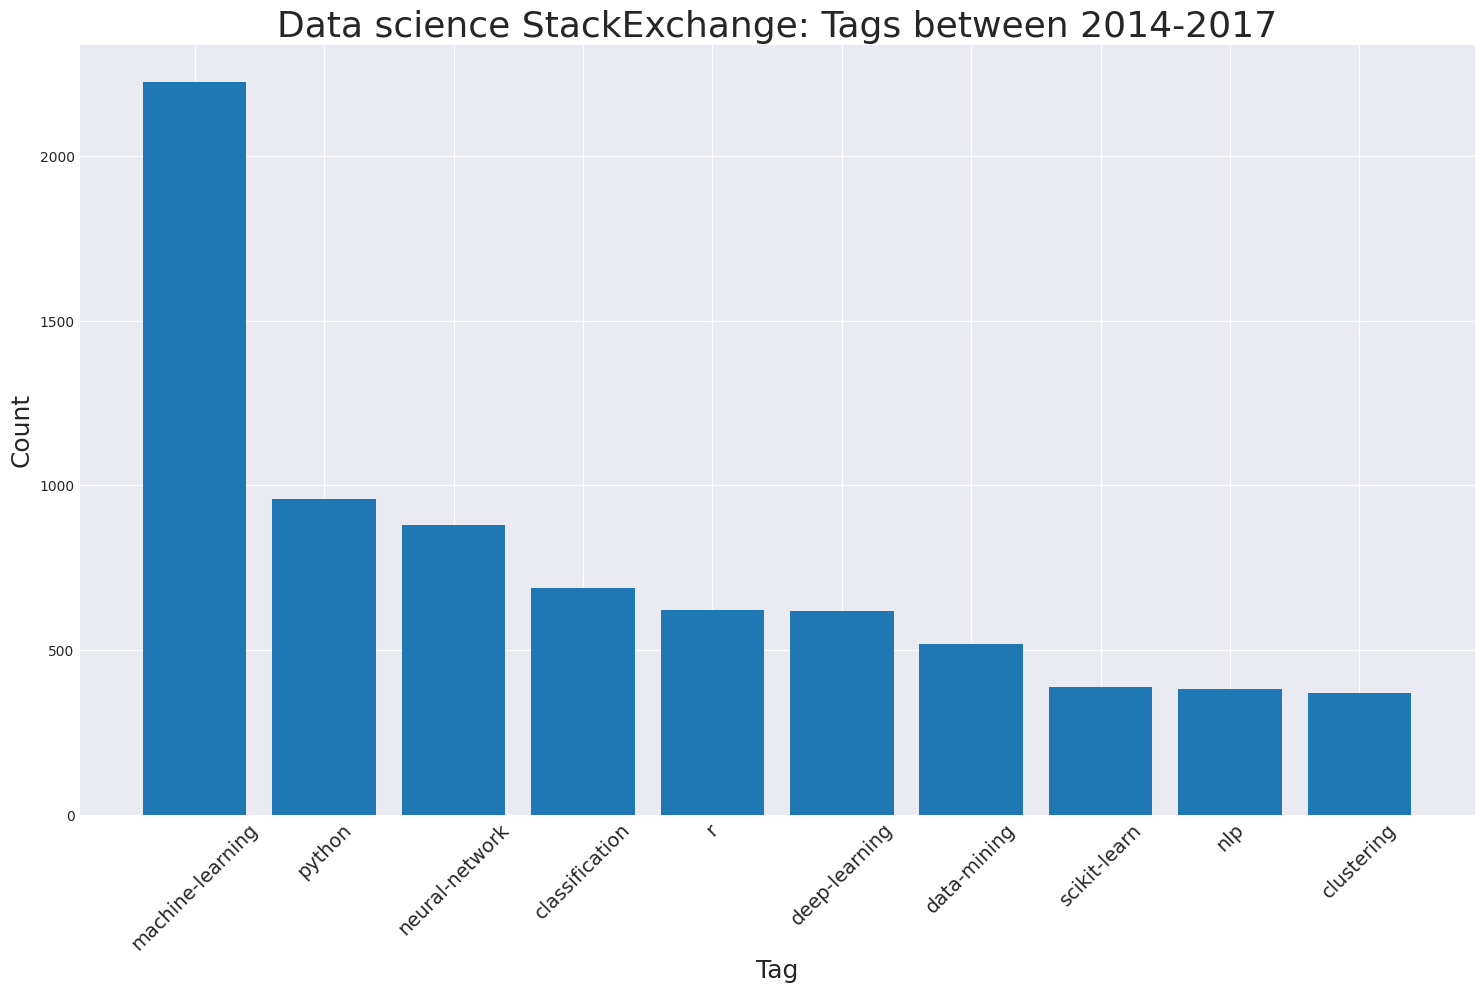 Data science StackExchange: Tags between 2014-2017
Count
2000
1500
1000
500
0
machine-learning
python
neural-network
classification
r
deep-learning
data-mining
scikit-learn
nlp
clustering
Tag